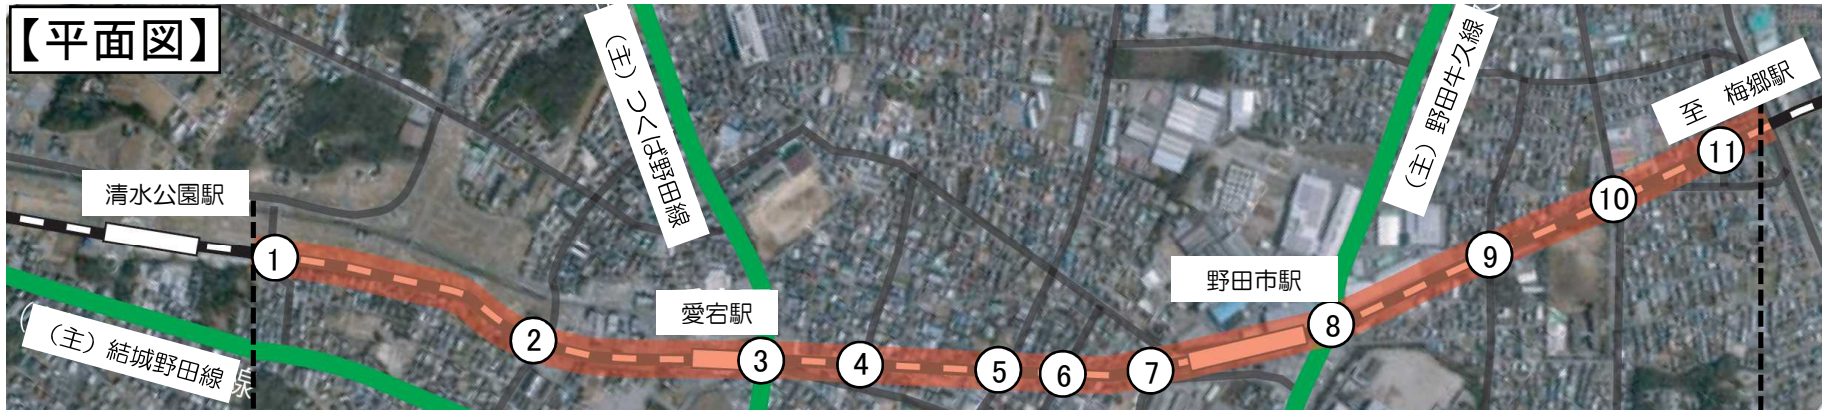 【平面図】
（主）つくば野田線
（主）野田牛久線
至 梅郷駅
清水公園駅
愛宕駅
野田市駅
（主）結城野田線
線
1
2
3
4
5
6
7
8
9
10
11